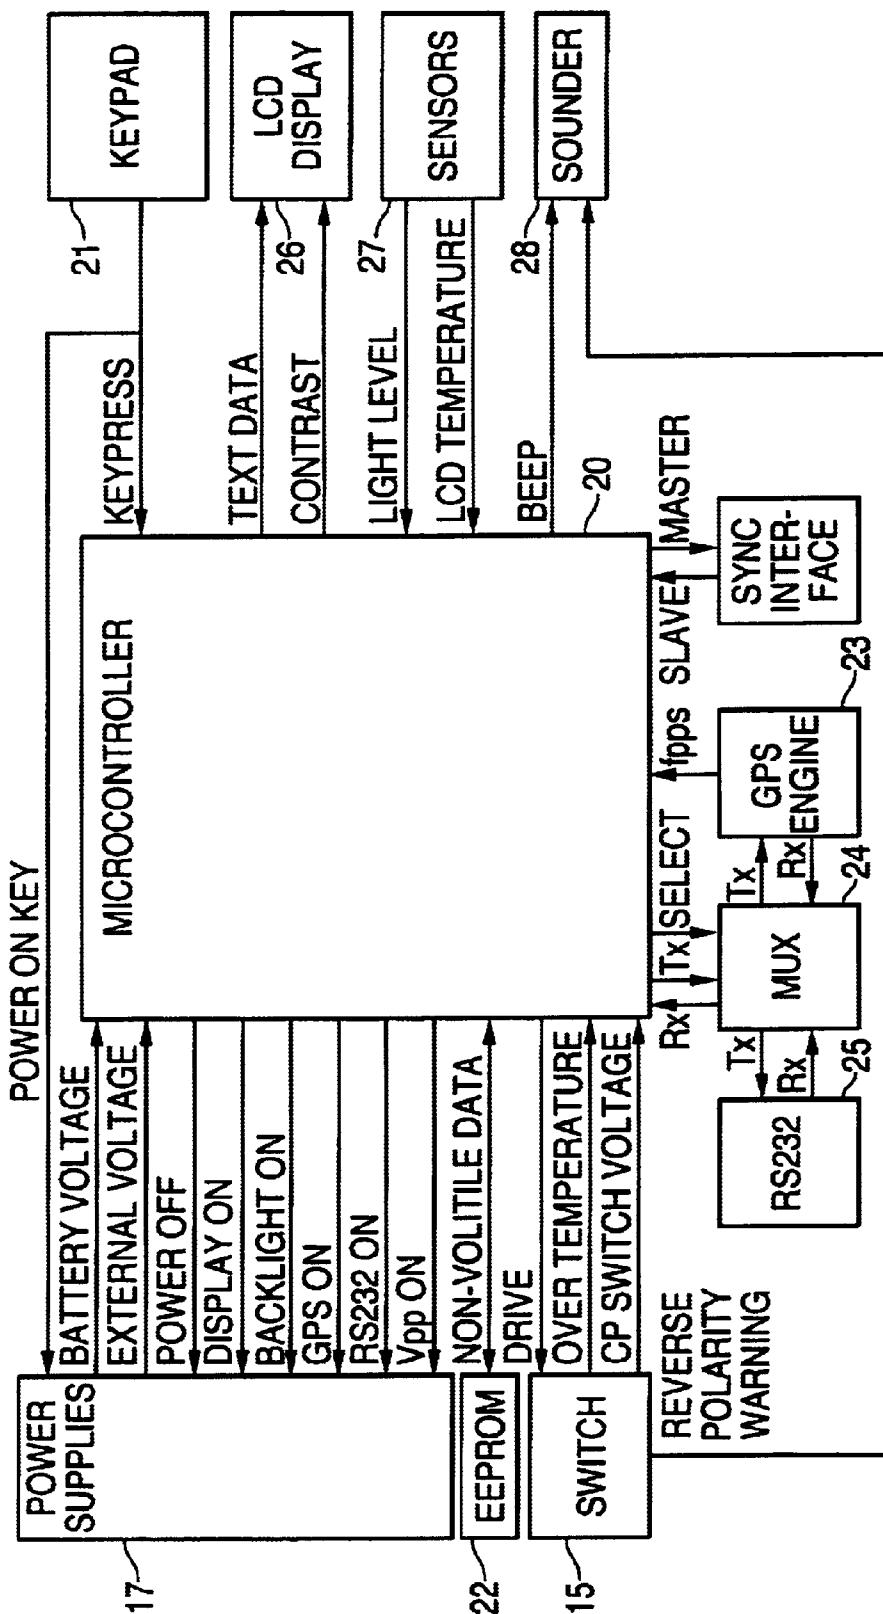 POWER ON KEY
POWER
SUPPLIES
17
BATTERY VOLTAGE
EXTERNAL VOLTAGE
POWER OFF
DISPLAY ON
BACKLIGHT ON
GPS ON
RS232 ON
Vpp ON
EEPROM
22
NON-VOLITILE DATA
SWITCH
15
DRIVE
OVER TEMPERATURE
CP SWITCH VOLTAGE
REVERSE
POLARITY
WARNING
MICROCONTROLLER
20
KEYPRESS
KEYPAD
21
TEXT DATA
CONTRAST
LCD
DISPLAY
26
LIGHT LEVEL
LCD TEMPERATURE
SENSORS
27
BEEP
SOUNDER
28
Rx
Tx
SELECT
fpps
SLAVE
MASTER
RS232
25
Tx
Rx
MUX
24
Tx
Rx
GPS
ENGINE
23
SYNC
INTER-
FACE